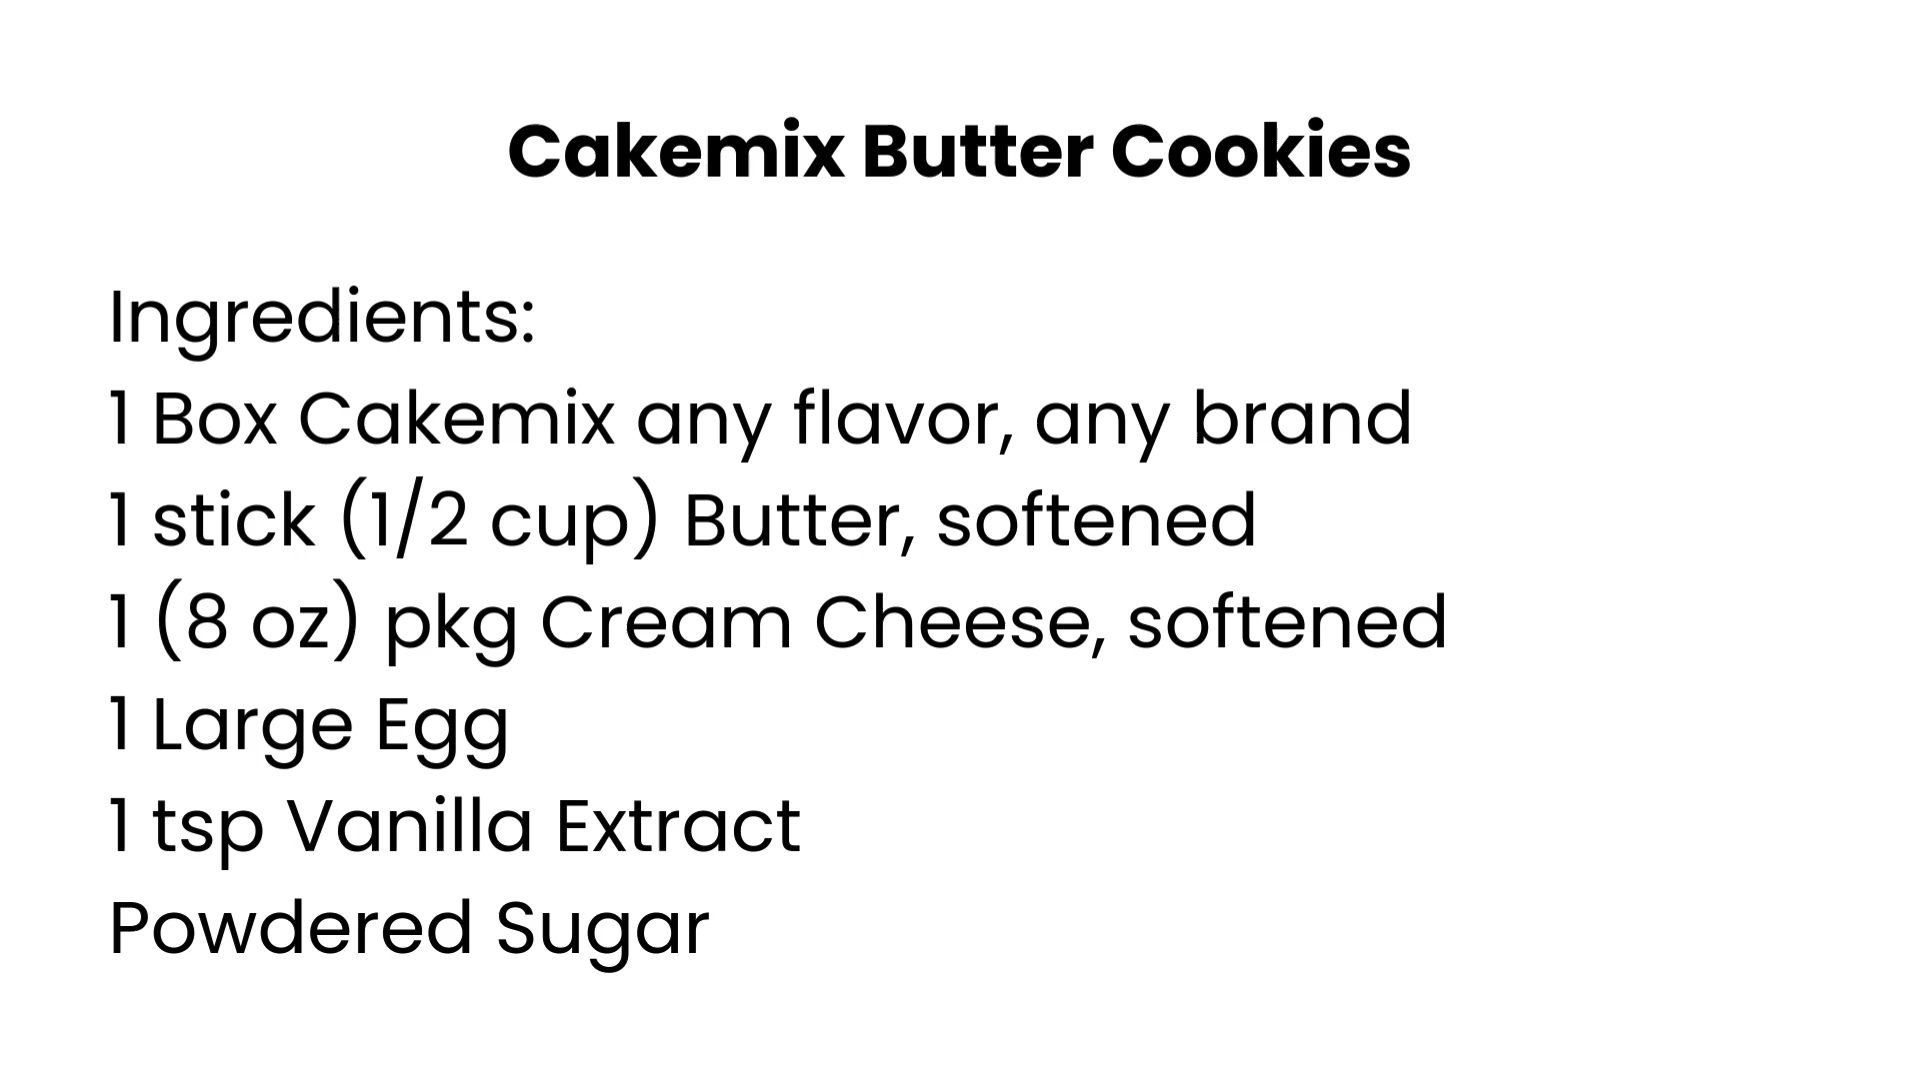 Cakemix Butter Cookies
Ingredients:
1 Box Cakemix any flavor, any brand
1 stick (1/2 cup) Butter, softened
1 (8 oz) pkg Cream Cheese, softened
1 Large Egg
1 tsp Vanilla Extract
Powdered Sugar